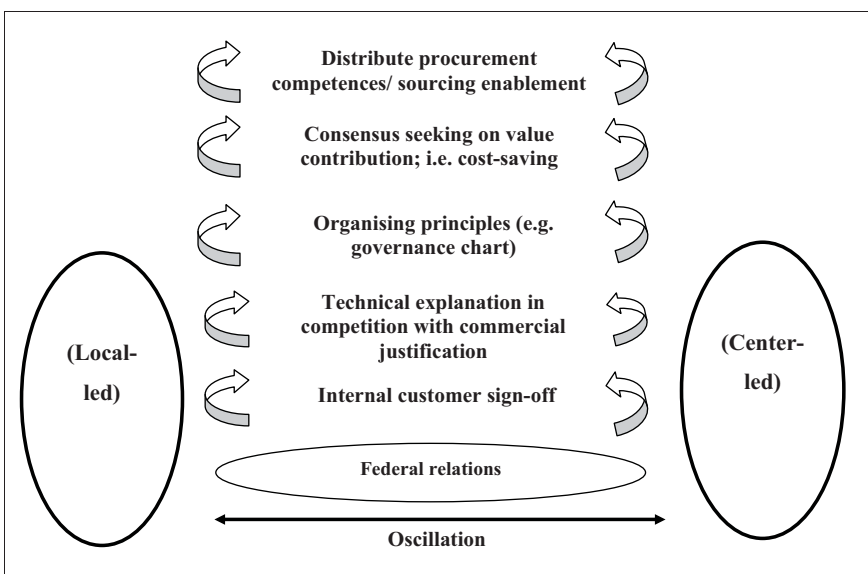 Distribute procurement
competences/ sourcing enablement
Consensus seeking on value
contribution; i.e. cost-saving
Organising principles (e.g.
governance chart)
Technical explanation in
competition with commercial
justification
Internal customer sign-off
(Local-
led)
(Center-
led)
Federal relations
Oscillation